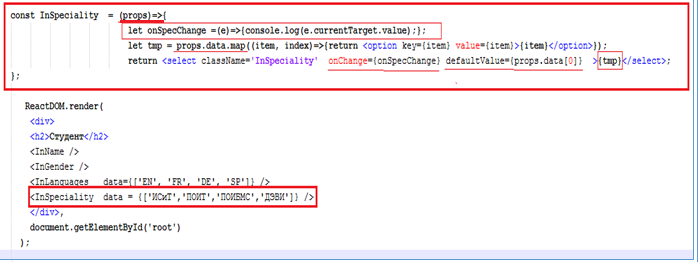 const InSpeciality = (props)=>{
let onSpecChange =(e)=>{console.log(e.currentTarget.value);};
let tmp = props.data.map((item, index)=>{return <option key={item} value={item}>{item}</option>});
return <select className='InSpeciality' onChange={onSpecChange} defaultValue={props.data[0]} >{tmp}</select>;
};
ReactDOM.render(
<div>
<h2>Студент</h2>
<InName />
<InGender />
<InLanguages data={['EN', 'FR', 'DE', 'SP']} />
<InSpeciality data = {['ИСиТ','ПОИТ','ПОИБМС','ДЭВИ']} />
</div>,
document.getElementById('root')
);